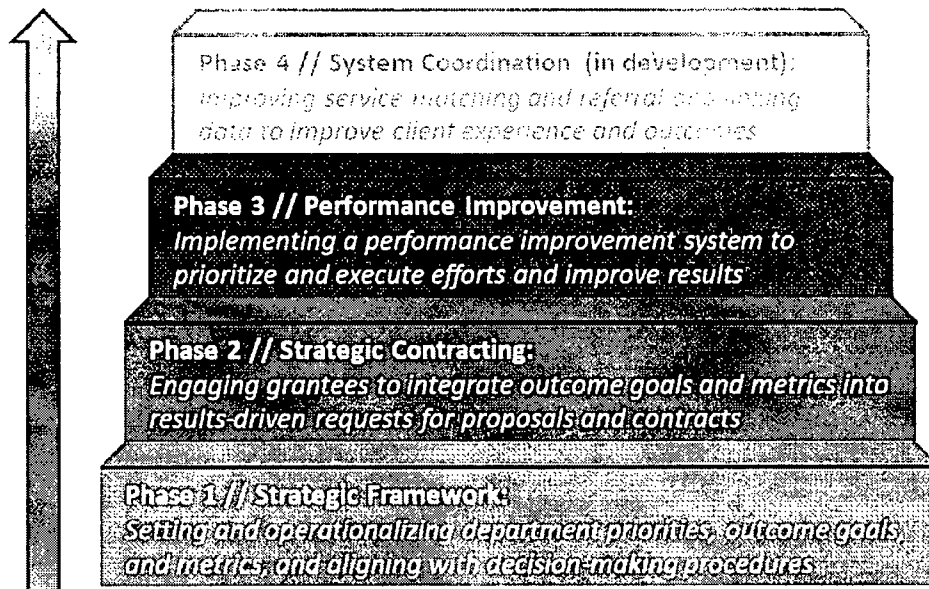 Phase 4 // System Coordination (in development):
Improving service matching and referral and linking
data to improve client experience and outcomes
Phase 3 // Performance Improvement:
Implementing a performance improvement system to
prioritize and execute efforts and improve results
Phase 2 // Strategic Contracting:
Engaging grantees to integrate outcome goals and metrics into
results-driven requests for proposals and contracts
Phase 1 // Strategic Framework:
Setting and operationalizing department priorities, outcome goals
and metrics, and aligning with decision-making procedures